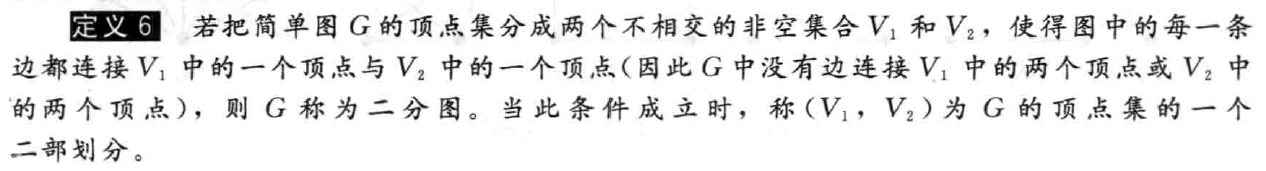 定义6 若把简单图 G 的顶点集分成两个不相交的非空集合 V₁ 和 V₂，使得图中的每一条
边都连接 V₁ 中的一个顶点与 V₂ 中的一个顶点(因此 G 中没有边连接 V₁ 中的两个顶点或 V₂ 中
的两个顶点)，则 G 称为二分图。当此条件成立时，称(V₁，V₂)为 G 的顶点集的一个
二部划分。